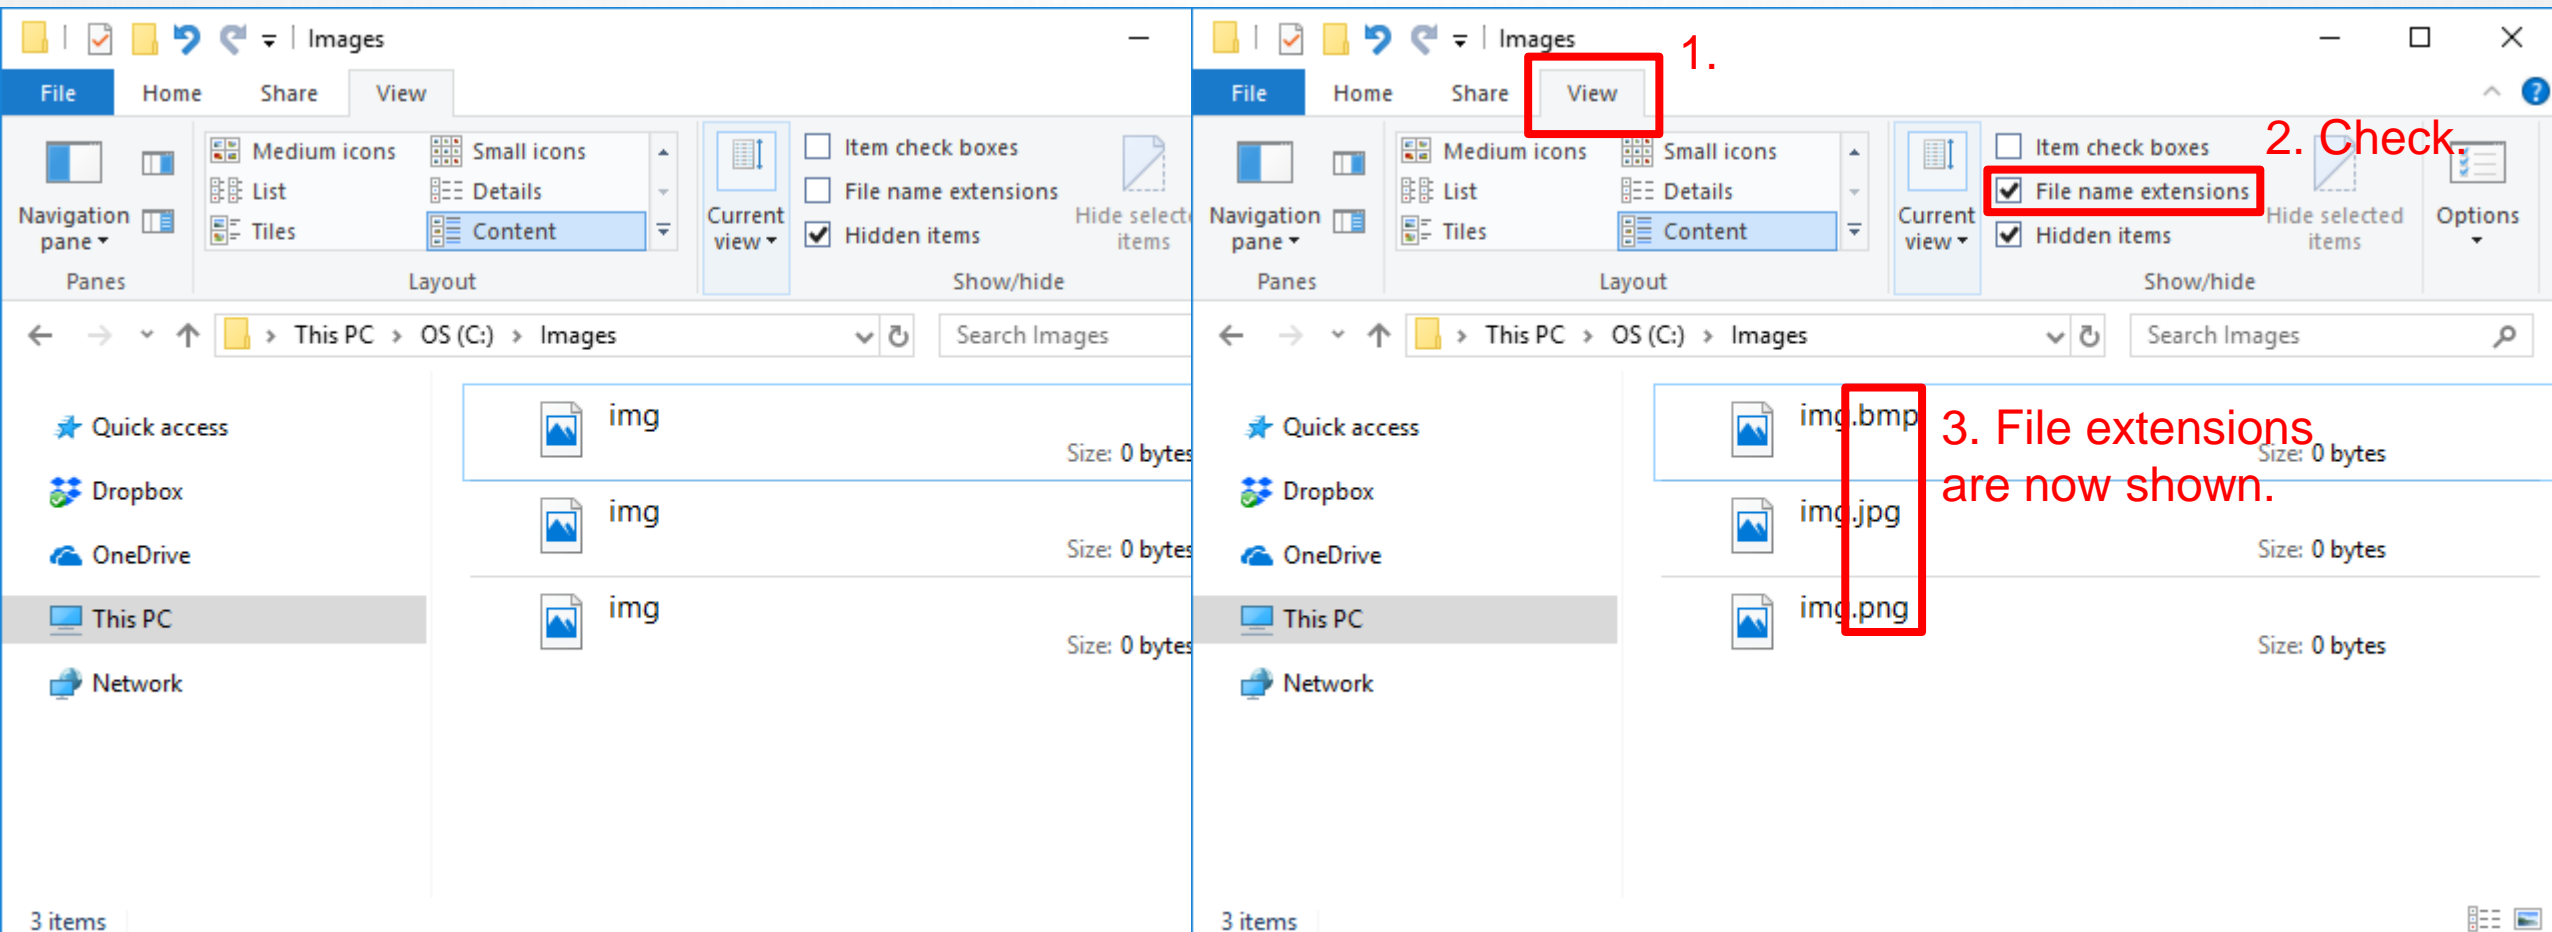 Images
File Home Share View
Medium icons Small icons
List Details
Tiles Content
Navigation pane
Current view
Item check boxes
File name extensions
Hidden items
Hide select
items
Panes Layout Show/hide
This PC > OS (C:) > Images
Search Images
Quick access
Dropbox
OneDrive
This PC
Network
img
Size: 0 bytes
img
Size: 0 bytes
img
Size: 0 bytes
3 items
Images
1.
File Home Share View
Medium icons Small icons
List Details
Tiles Content
Navigation pane
Current view
Item check boxes
2. Check.
File name extensions
Hidden items
Hide selected
items
Options
Panes Layout Show/hide
This PC > OS (C:) > Images
Search Images
Quick access
Dropbox
OneDrive
This PC
Network
img.bmp
Size: 0 bytes
3. File extensions
are now shown.
img.jpg
Size: 0 bytes
img.png
Size: 0 bytes
3 items